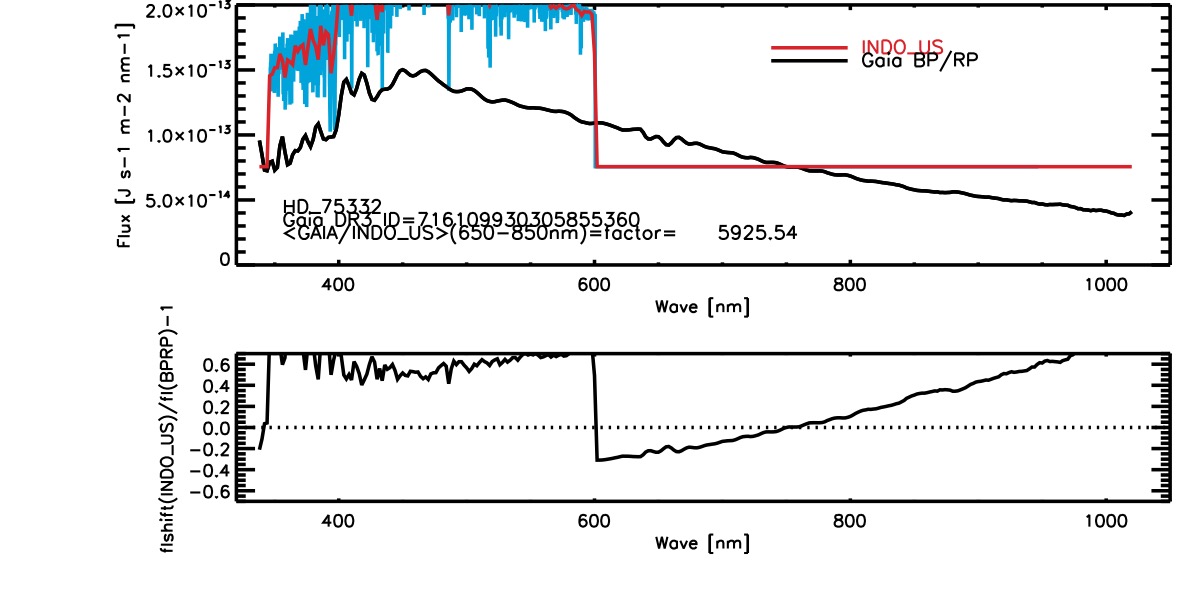 2.0×10−13
1.5×10−13
1.0×10−13
5.0×10−14
0
Flux [J s−1 m−2 nm−1]
INDO_US
Gaia BP/RP
HD_75332
Gaia DR3 ID=716109930305855360
<GAIA/INDO_US>(650−850nm)=factor= 5925.54
400 600 800 1000
Wave [nm]
flshift(INDO_US)/fl(BPRP)−1
0.6
0.4
0.2
0.0
−0.2
−0.4
−0.6
400 600 800 1000
Wave [nm]